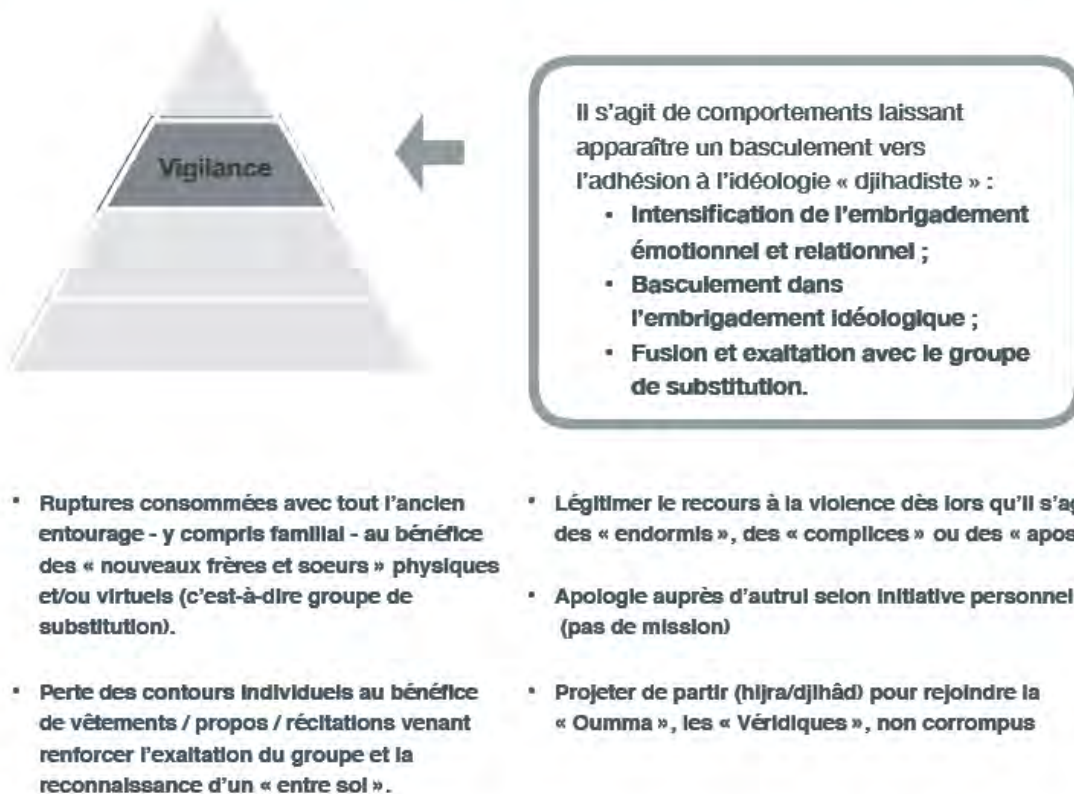 Vigilance
Il s'agit de comportements laissant
apparaître un basculement vers
l'adhésion à l'idéologie « djihadiste » :
• Intensification de l'embrigadement
émotionnel et relationnel ;
• Basculement dans
l'embrigadement idéologique ;
• Fusion et exaltation avec le groupe
de substitution.
• Ruptures consommées avec tout l'ancien
entourage - y compris familial - au bénéfice
des « nouveaux frères et soeurs » physiques
et/ou virtuels (c'est-à-dire groupe de
substitution).
• Perte des contours individuels au bénéfice
de vêtements / propos / récitations venant
renforcer l'exaltation du groupe et la
reconnaissance d'un « entre soi ».
• Légitimer le recours à la violence dès lors qu'il
des « endormis », des « complices » ou des «
• Apologie auprès d'autrui selon initiative
(pas de mission)
• Projeter de partir (hijra/djihâd) pour rejoindre la
« Oumma », les « Véridiques », non corrompus